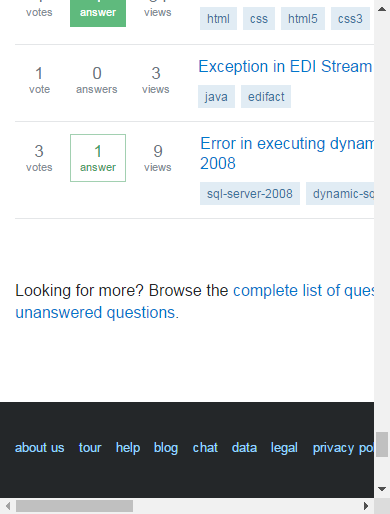 votes answer views
html css html5 css3
1 0 3 Exception in EDI Stream
vote answers views
java edifact
3 1 9 Error in executing dynam
votes answer views 2008
sql-server-2008 dynamic-sq
Looking for more? Browse the complete list of ques
unanswered questions.
about us tour help blog chat data legal privacy pol